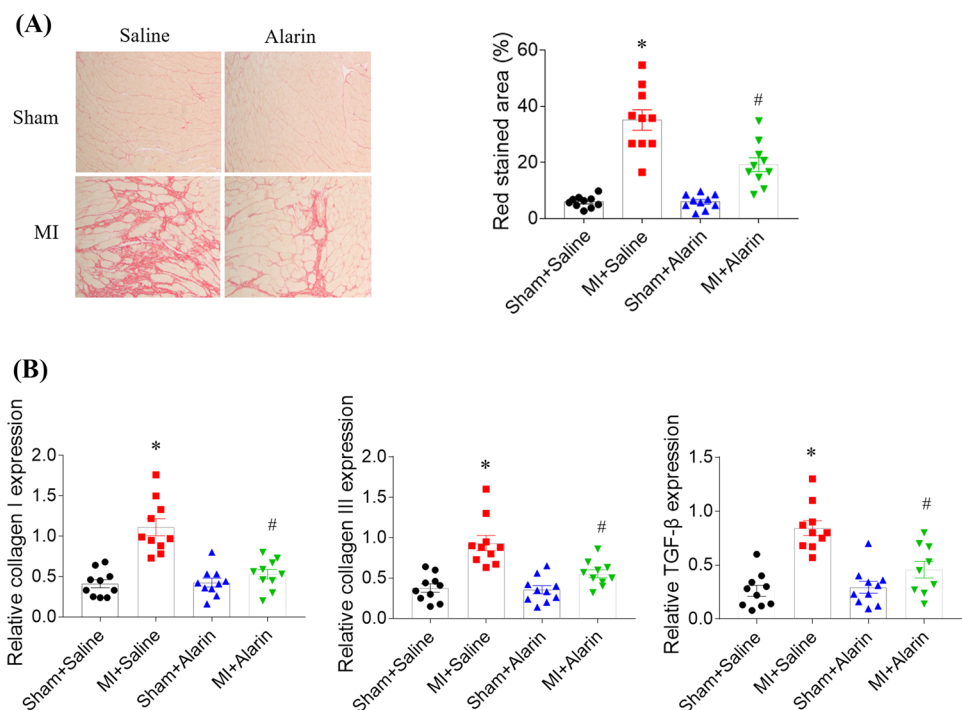 (A)
Saline Alarin
Sham
MI
Red stained area (%)
60
40
20
0
*
#
Sham+Saline
MI+Saline
Sham+Alarin
MI+Alarin
(B)
Relative collagen I expression
2.0
1.5
1.0
0.5
0.0
*
#
Sham+Saline
MI+Saline
Sham+Alarin
MI+Alarin
Relative collagen III expression
2.0
1.5
1.0
0.5
0.0
*
#
Sham+Saline
MI+Saline
Sham+Alarin
MI+Alarin
Relative TGF-β expression
1.5
1.0
0.5
0.0
*
#
Sham+Saline
MI+Saline
Sham+Alarin
MI+Alarin